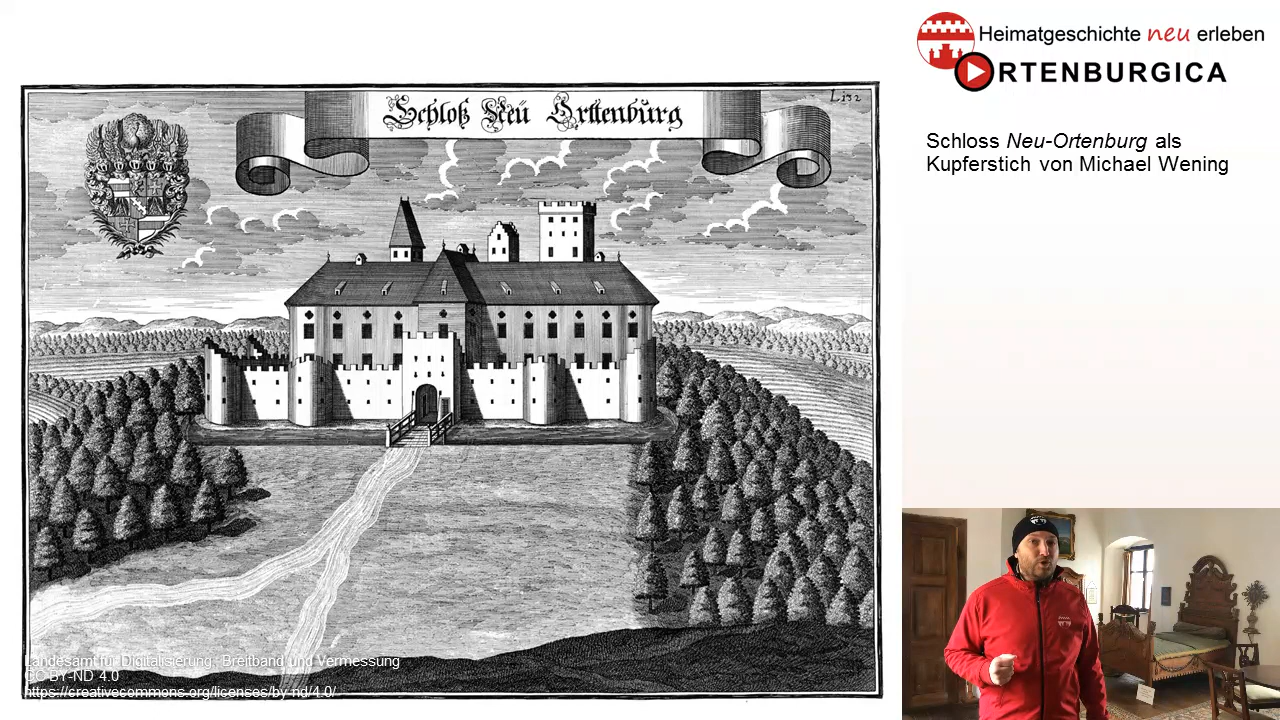 Heimatgeschichte neu erleben
ORTENBURGICA
Schloß Neü Orttenburg
L 132
Schloss Neu-Ortenburg als
Kupferstich von Michael Wening
Landesamt für Digitalisierung, Breitband und Vermessung
CC BY-ND 4.0
https://creativecommons.org/licenses/by-nd/4.0/